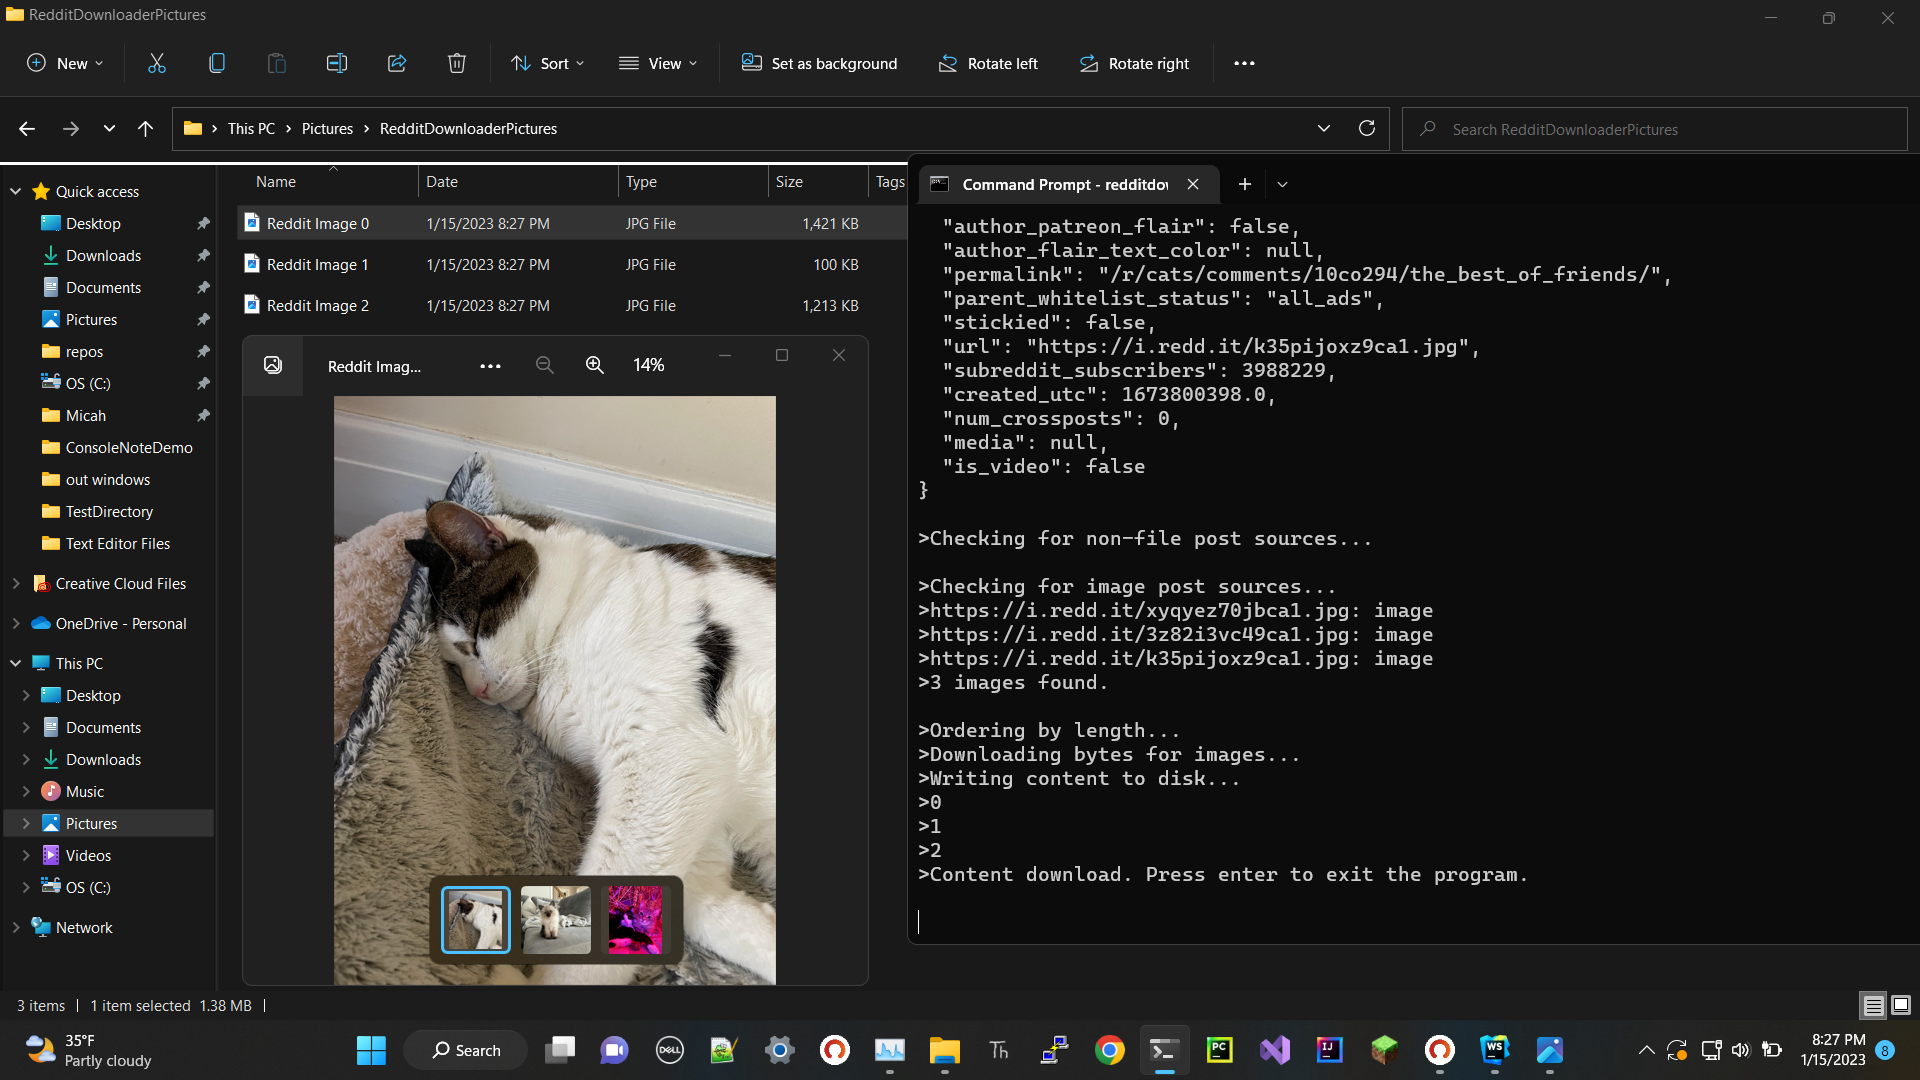 RedditDownloaderPictures
New
Sort
View
Set as background
Rotate left
Rotate right
This PC
Pictures
RedditDownloaderPictures
Search RedditDownloaderPictures
Name Date Type Size Tags
Reddit Image 0 1/15/2023 8:27 PM JPG File 1,421 KB
Reddit Image 1 1/15/2023 8:27 PM JPG File 100 KB
Reddit Image 2 1/15/2023 8:27 PM JPG File 1,213 KB
Quick access
Desktop
Downloads
Documents
Pictures
repos
OS (C:)
Micah
ConsoleNoteDemo
out windows
TestDirectory
Text Editor Files
Creative Cloud Files
OneDrive - Personal
This PC
Desktop
Documents
Downloads
Music
Pictures
Videos
OS (C:)
Network
Reddit Imag...
14%
Command Prompt - redditdov
"author_patreon_flair": false,
"author_flair_text_color": null,
"permalink": "/r/cats/comments/10co294/the_best_of_friends/",
"parent_whitelist_status": "all_ads",
"stickied": false,
"url": "https://i.redd.it/k35pijoxz9ca1.jpg",
"subreddit_subscribers": 3988229,
"created_utc": 1673800398.0,
"num_crossposts": 0,
"media": null,
"is_video": false
}
>Checking for non-file post sources...
>Checking for image post sources...
>https://i.redd.it/xyqyez70jbca1.jpg: image
>https://i.redd.it/3z82i3vc49ca1.jpg: image
>https://i.redd.it/k35pijoxz9ca1.jpg: image
>3 images found.
>Ordering by length...
>Downloading bytes for images...
>Writing content to disk...
>0
>1
>2
>Content download. Press enter to exit the program.
3 items
1 item selected 1.38 MB
35°F
Partly cloudy
Search
DELL
Th
PC
IJ
WS
8:27 PM
1/15/2023
8